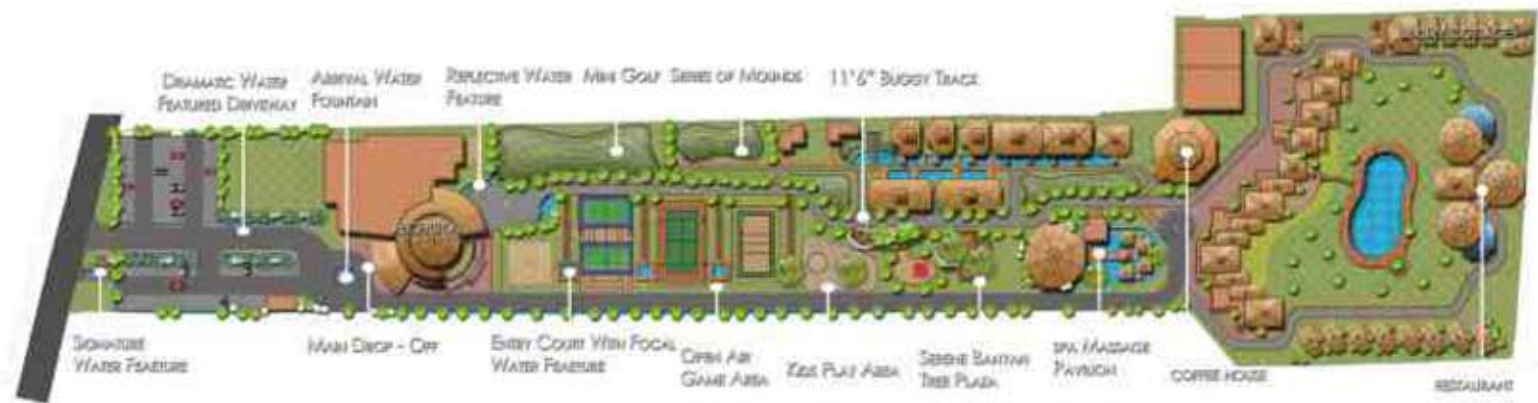 Dramatic Water
Featured Driveway
Arrival Water
Fountain
Reflective Water
Feature
Mini Golf
Series of Mounds
11'6" Buggy Track
Signature
Water Feature
Main Drop - Off
Entry Court With Focal
Water Feature
Open Air
Game Area
Kids Play Area
Serene Banyan
Tree Plaza
Spa Massage
Pavilion
Coffee House
Restaurant